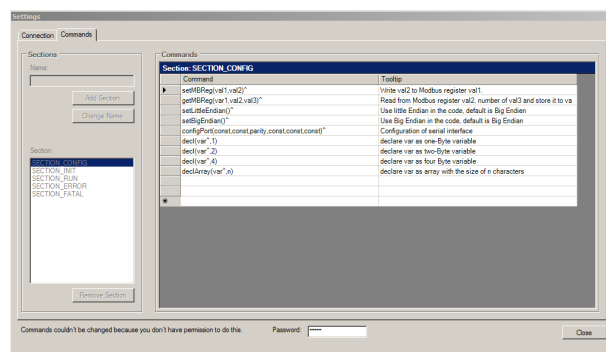 Settings
Connection
Commands
Sections
Name:
Add Section
Change Name
Section:
SECTION_CONFIG
SECTION_INIT
SECTION_RUN
SECTION_ERROR
SECTION_FATAL
Remove Section
Commands
Section: SECTION_CONFIG
Command Tooltip
setMBReg(val1,val2)^ Write val2 to Modbus register val1.
getMBReg(var1,val2,val3)^ Read from Modbus register val2, number of val3 and store it to va
setLittleEndian()^ Use little Endian in the code, default is Big Endien
setBigEndian()^ Use Big Endien in the code, default is Big Endian
configPort(const,const,parity,const,const,const)^ Configuration of serial interface
decl(var^,1) declare var as one-Byte variable
decl(var^,2) declare var as two-Byte variable
decl(var^,4) declare var as four Byte variable
declArray(var^,n) declare var as array with the size of n characters
Commands couldn't be changed because you don't have permission to do this.
Password: *****
Close